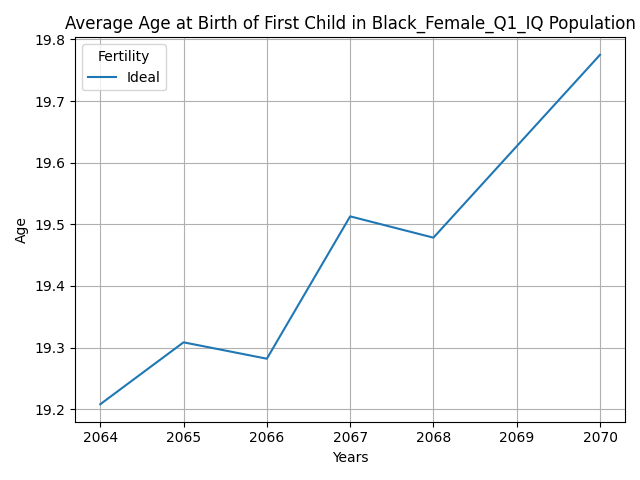 Average Age at Birth of First Child in Black_Female_Q1_IQ Population
Fertility
Ideal
19.8
19.7
19.6
19.5
19.4
19.3
19.2
Age
2064 2065 2066 2067 2068 2069 2070
Years